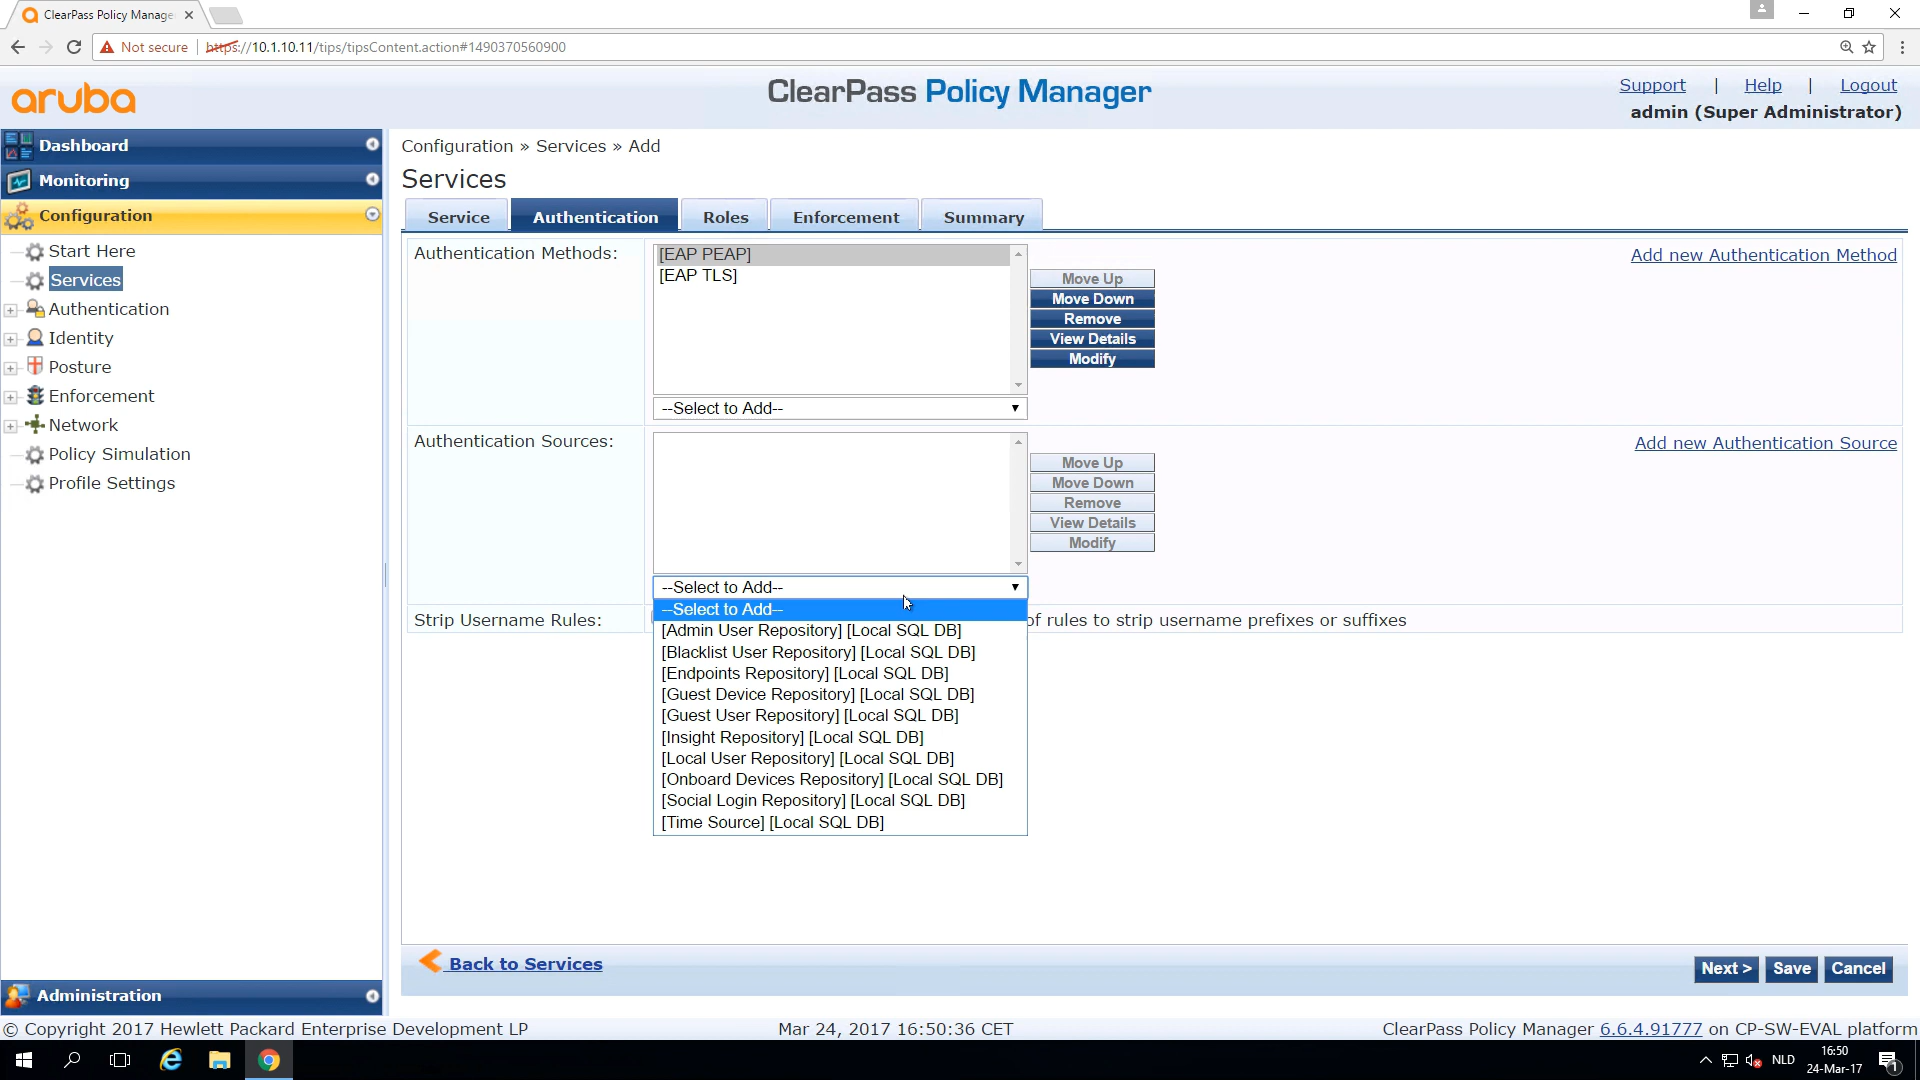 ClearPass Policy Manage
Not secure
https://10.1.10.11/tips/tipsContent.action#1490370560900
aruba
ClearPass Policy Manager
Support | Help | Logout
admin (Super Administrator)
Dashboard
Monitoring
Configuration
Start Here
Services
Authentication
Identity
Posture
Enforcement
Network
Policy Simulation
Profile Settings
Administration
Configuration » Services » Add
Services
Service
Authentication
Roles
Enforcement
Summary
Authentication Methods:
[EAP PEAP]
[EAP TLS]
Move Up
Move Down
Remove
View Details
Modify
Add new Authentication Method
--Select to Add--
Authentication Sources:
Move Up
Move Down
Remove
View Details
Modify
Add new Authentication Source
--Select to Add--
--Select to Add--
[Admin User Repository] [Local SQL DB]
[Blacklist User Repository] [Local SQL DB]
[Endpoints Repository] [Local SQL DB]
[Guest Device Repository] [Local SQL DB]
[Guest User Repository] [Local SQL DB]
[Insight Repository] [Local SQL DB]
[Local User Repository] [Local SQL DB]
[Onboard Devices Repository] [Local SQL DB]
[Social Login Repository] [Local SQL DB]
[Time Source] [Local SQL DB]
Strip Username Rules:
of rules to strip username prefixes or suffixes
Back to Services
Next >
Save
Cancel
© Copyright 2017 Hewlett Packard Enterprise Development LP
Mar 24, 2017 16:50:36 CET
ClearPass Policy Manager 6.6.4.91777 on CP-SW-EVAL platform
NLD
16:50
24-Mar-17
1